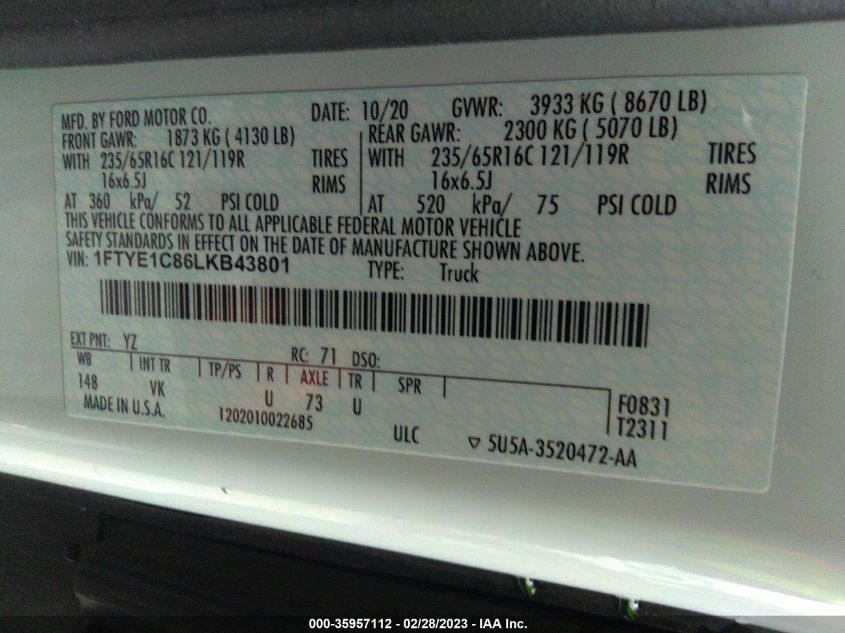 MFD. BY FORD MOTOR CO. DATE: 10/20 GVWR: 3933 KG ( 8670 LB)
FRONT GAWR: 1873 KG ( 4130 LB) REAR GAWR: 2300 KG ( 5070 LB)
WITH 235/65R16C 121/119R TIRES WITH 235/65R16C 121/119R TIRES
16x6.5J RIMS 16x6.5J RIMS
AT 360 kPa/ 52 PSI COLD AT 520 kPa/ 75 PSI COLD
THIS VEHICLE CONFORMS TO ALL APPLICABLE FEDERAL MOTOR VEHICLE
SAFETY STANDARDS IN EFFECT ON THE DATE OF MANUFACTURE SHOWN ABOVE.
VIN: 1FTYE1C86LKB43801 TYPE: Truck
EXT PNT: YZ RC: 71 DSO:
WB INT TR TP/PS R AXLE TR SPR
148 VK U 73 U F0831
MADE IN U.S.A. 1202010022685 T2311
ULC ▽ 5U5A-3520472-AA
000-35957112 - 02/28/2023 - IAA Inc.